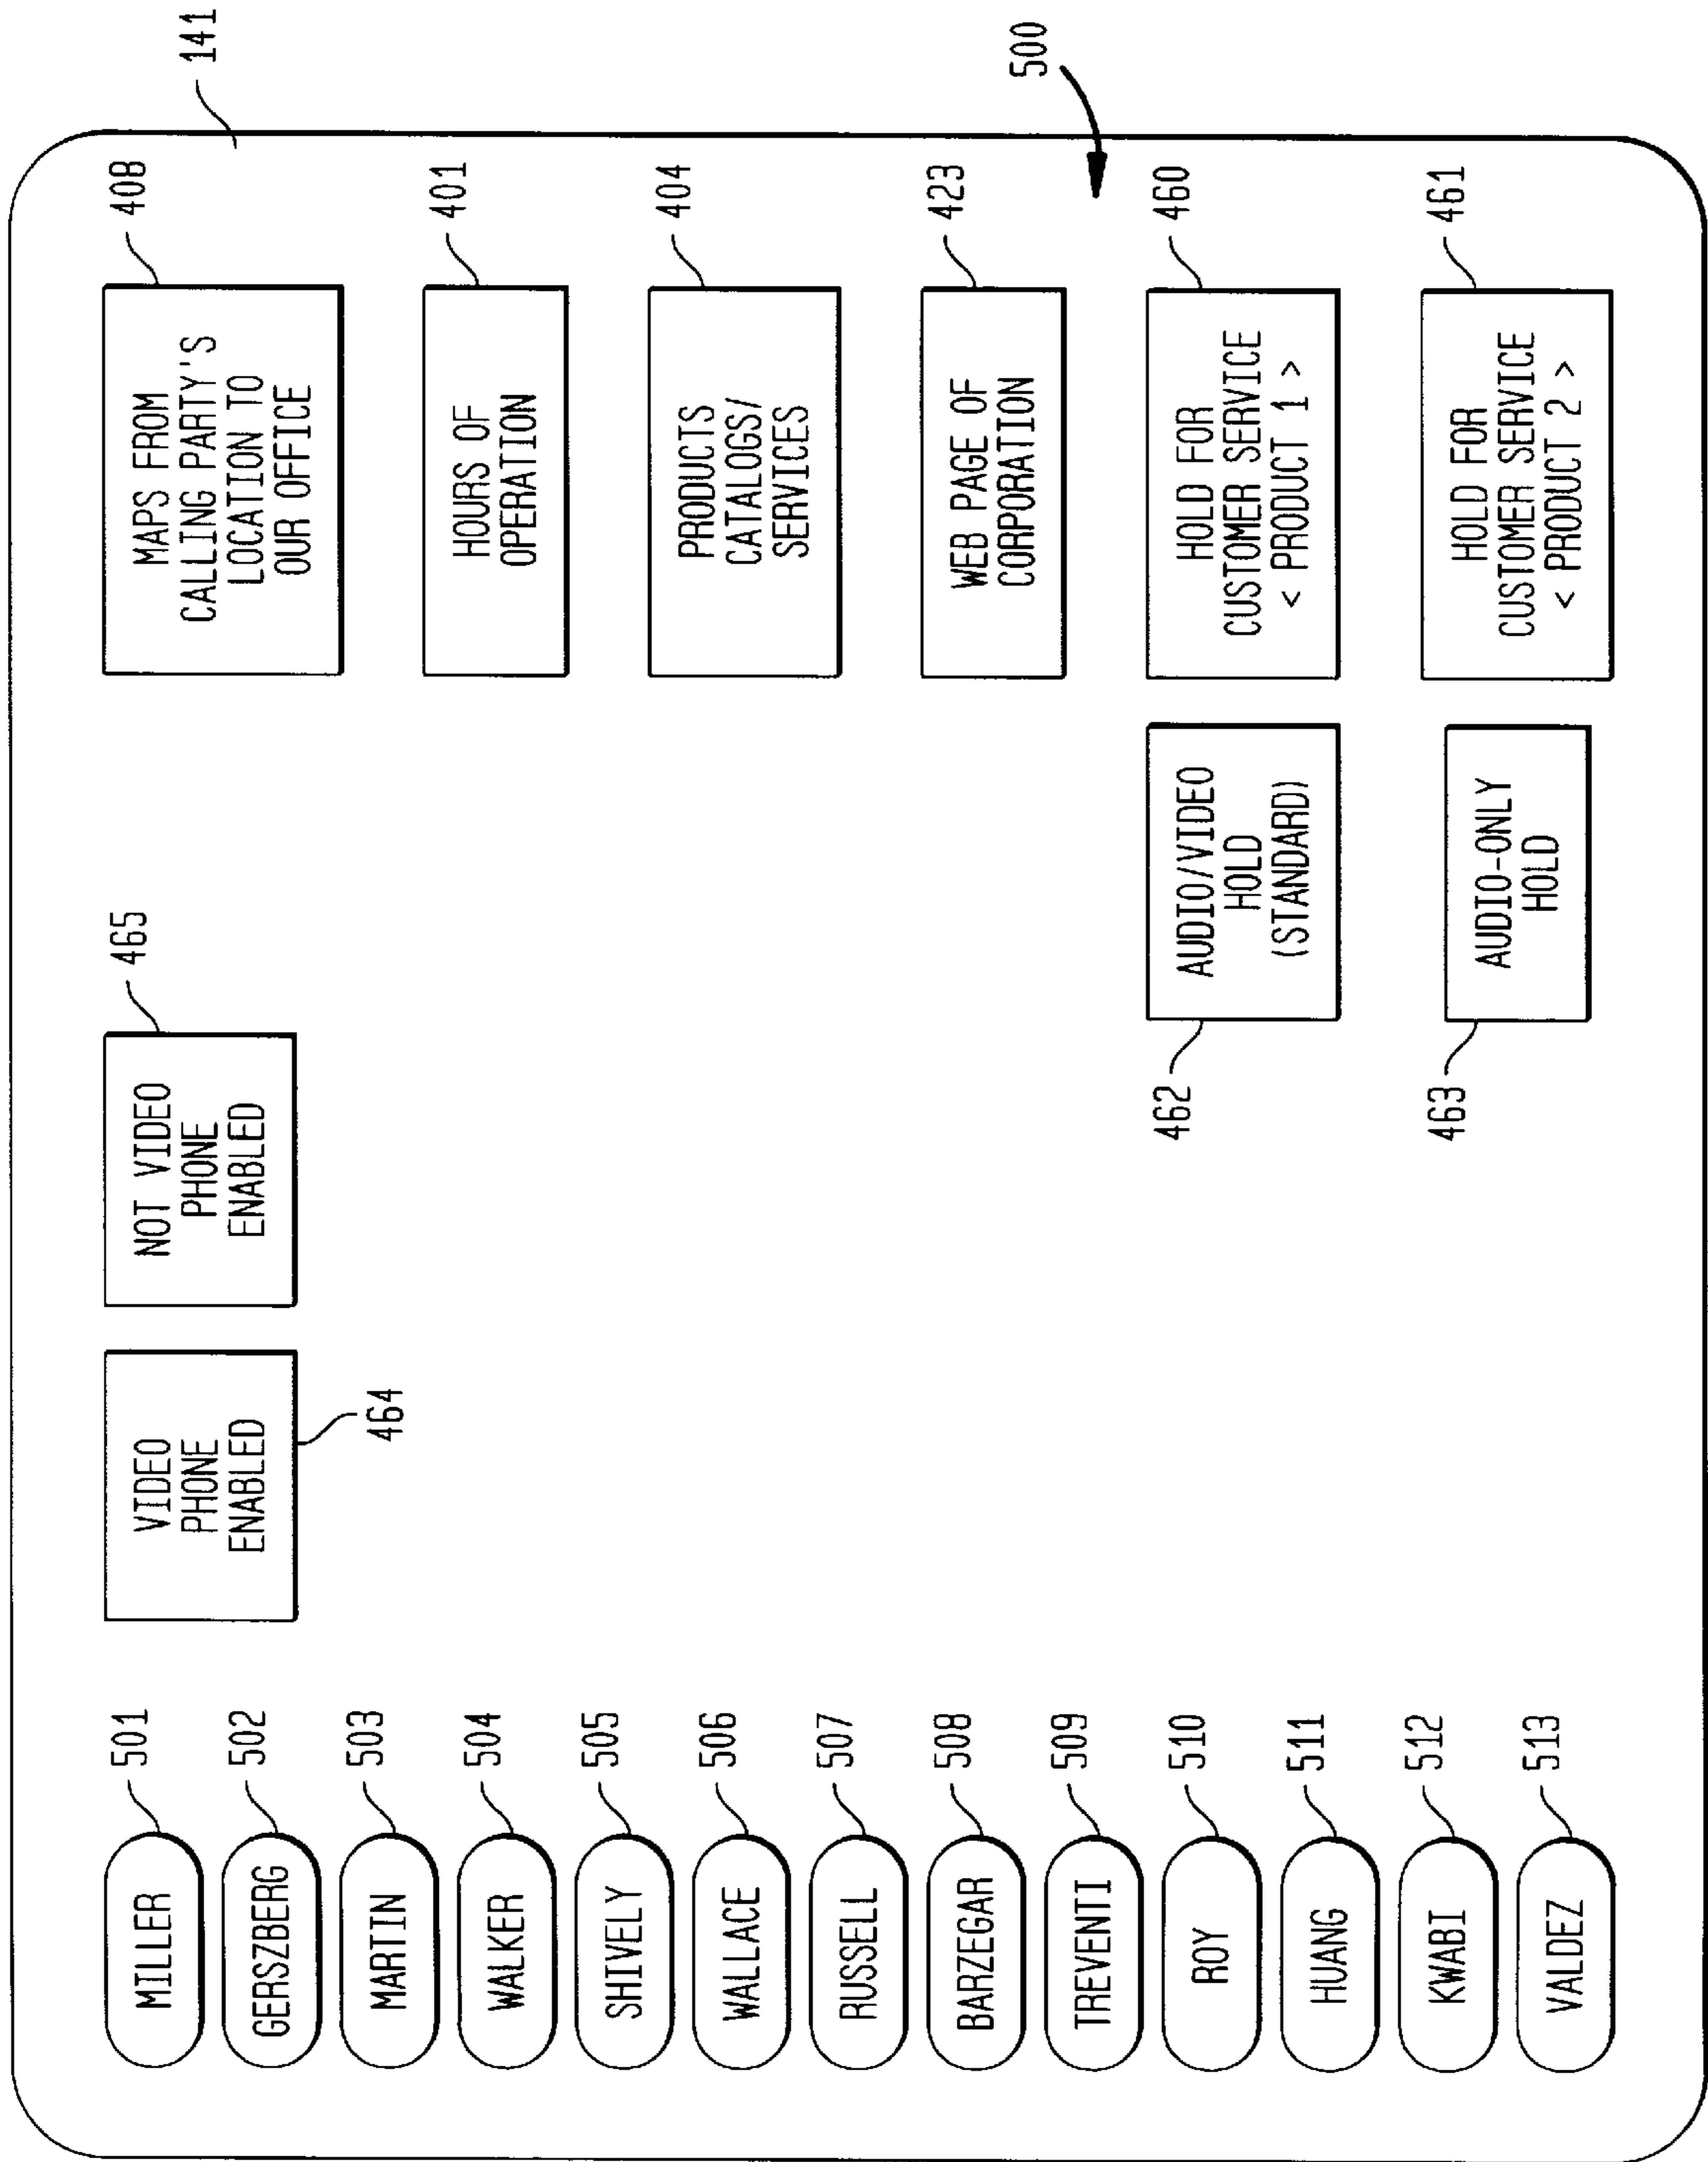 141
500
MILLER
501
GERSZBERG
502
MARTIN
503
WALKER
504
SHIVELY
505
WALLACE
506
RUSSELL
507
BARZEGAR
508
TREVENTI
509
ROY
510
HUANG
511
KWABI
512
VALDEZ
513
VIDEO
PHONE
ENABLED
464
NOT VIDEO
PHONE
ENABLED
465
MAPS FROM
CALLING PARTY'S
LOCATION TO
OUR OFFICE
408
HOURS OF
OPERATION
401
PRODUCTS
CATALOGS/
SERVICES
404
WEB PAGE OF
CORPORATION
423
AUDIO/VIDEO
HOLD
(STANDARD)
462
HOLD FOR
CUSTOMER SERVICE
< PRODUCT 1 >
460
AUDIO-ONLY
HOLD
463
HOLD FOR
CUSTOMER SERVICE
< PRODUCT 2 >
461